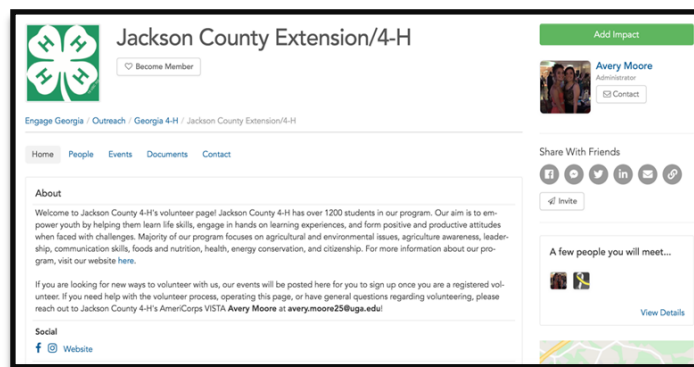 Jackson County Extension/4-H
Become Member
Engage Georgia / Outreach / Georgia 4-H / Jackson County Extension/4-H
Home People Events Documents Contact
About
Welcome to Jackson County 4-H's volunteer page! Jackson County 4-H has over 1200 students in our program. Our aim is to em-
power youth by helping them learn life skills, engage in hands on learning experiences, and form positive and productive attitudes
when faced with challenges. Majority of our program focuses on agricultural and environmental issues, agriculture awareness, leader-
ship, communication skills, foods and nutrition, health, energy conservation, and citizenship. For more information about our pro-
gram, visit our website here.
If you are looking for new ways to volunteer with us, our events will be posted here for you to sign up once you are a registered vol-
unteer. If you need help with the volunteer process, operating this page, or have general questions regarding volunteering, please
reach out to Jackson County 4-H's AmeriCorps VISTA Avery Moore at avery.moore25@uga.edu!
Social
Website
Add Impact
Avery Moore
Administrator
Contact
Share With Friends
Invite
A few people you will meet...
View Details
H H H H